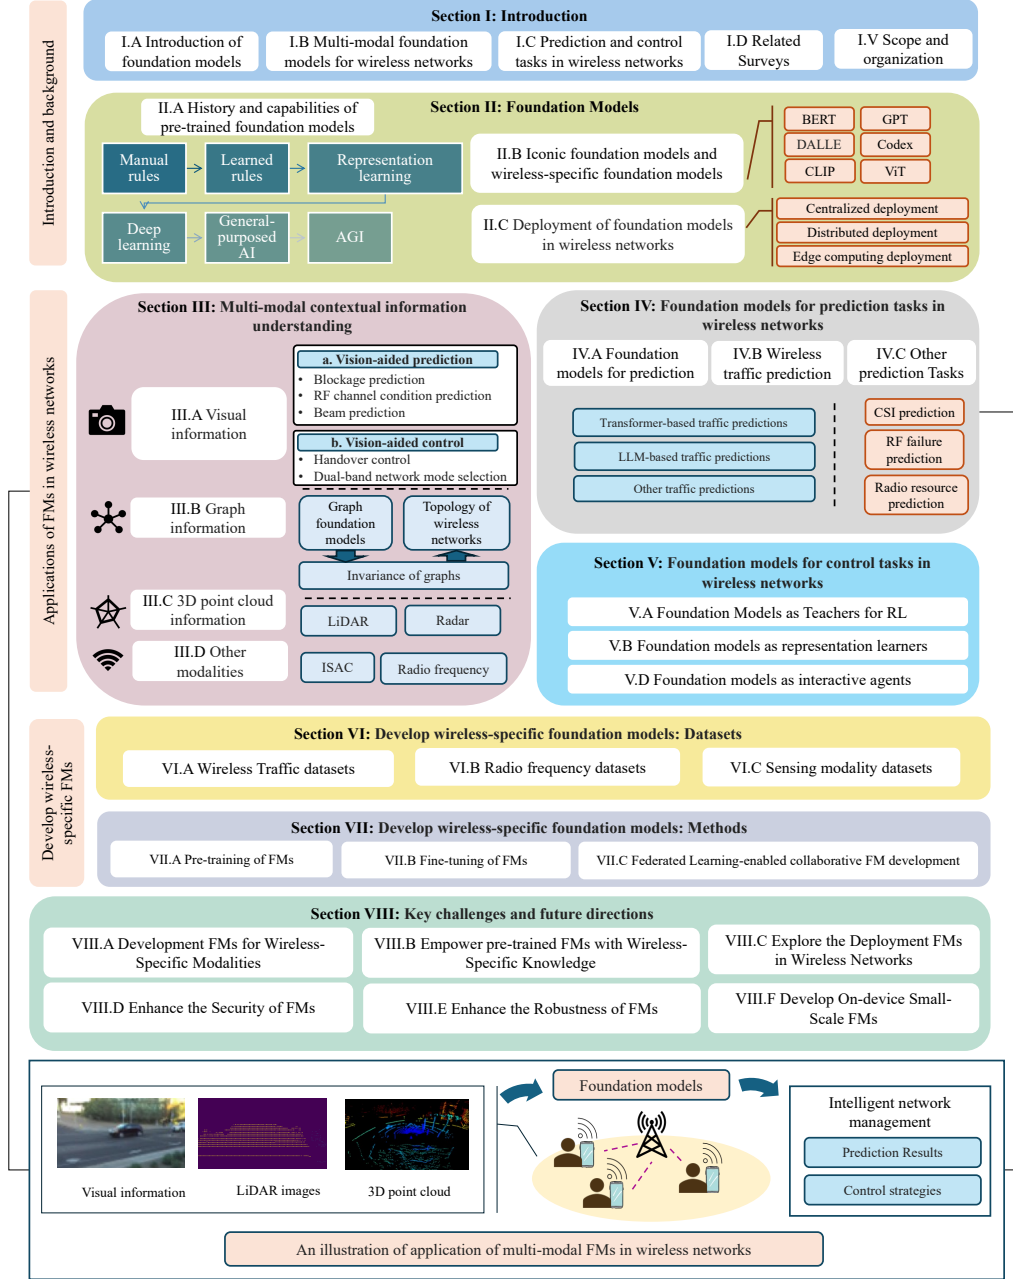 Introduction and background
Section I: Introduction
I.A Introduction of
foundation models
I.B Multi-modal foundation
models for wireless networks
I.C Prediction and control
tasks in wireless networks
I.D Related
Surveys
I.V Scope and
organization
Section II: Foundation Models
II.A History and capabilities of
pre-trained foundation models
Manual
rules
Learned
rules
Representation
learning
Deep
learning
General-
purposed
AI
AGI
II.B Iconic foundation models and
wireless-specific foundation models
BERT
GPT
DALLE
Codex
CLIP
ViT
II.C Deployment of foundation models
in wireless networks
Centralized deployment
Distributed deployment
Edge computing deployment
Applications of FMs in wireless networks
Section III: Multi-modal contextual information
understanding
III.A Visual
information
a. Vision-aided prediction
• Blockage prediction
• RF channel condition prediction
• Beam prediction
b. Vision-aided control
• Handover control
• Dual-band network mode selection
III.B Graph
information
Graph
foundation
models
Topology of
wireless
networks
Invariance of graphs
III.C 3D point cloud
information
LiDAR
Radar
III.D Other
modalities
ISAC
Radio frequency
Section IV: Foundation models for prediction tasks in
wireless networks
IV.A Foundation
models for prediction
IV.B Wireless
traffic prediction
IV.C Other
prediction Tasks
Transformer-based traffic predictions
LLM-based traffic predictions
Other traffic predictions
CSI prediction
RF failure
prediction
Radio resource
prediction
Section V: Foundation models for control tasks in
wireless networks
V.A Foundation Models as Teachers for RL
V.B Foundation models as representation learners
V.D Foundation models as interactive agents
Develop wireless-
specific FMs
Section VI: Develop wireless-specific foundation models: Datasets
VI.A Wireless Traffic datasets
VI.B Radio frequency datasets
VI.C Sensing modality datasets
Section VII: Develop wireless-specific foundation models: Methods
VII.A Pre-training of FMs
VII.B Fine-tuning of FMs
VII.C Federated Learning-enabled collaborative FM development
Section VIII: Key challenges and future directions
VIII.A Development FMs for Wireless-
Specific Modalities
VIII.B Empower pre-trained FMs with Wireless-
Specific Knowledge
VIII.C Explore the Deployment FMs
in Wireless Networks
VIII.D Enhance the Security of FMs
VIII.E Enhance the Robustness of FMs
VIII.F Develop On-device Small-
Scale FMs
Visual information
LiDAR images
3D point cloud
Foundation models
Intelligent network
management
Prediction Results
Control strategies
An illustration of application of multi-modal FMs in wireless networks